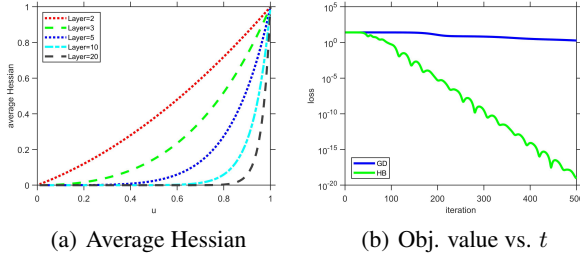 1
0.8
0.6
0.4
0.2
0
average Hessian
Layer=2
Layer=3
Layer=5
Layer=10
Layer=20
0 0.2 0.4 0.6 0.8 1
u
(a) Average Hessian
10^5
10^0
10^-5
10^-10
10^-15
10^-20
loss
GD
HB
0 100 200 300 400 500
iteration
(b) Obj. value vs. t